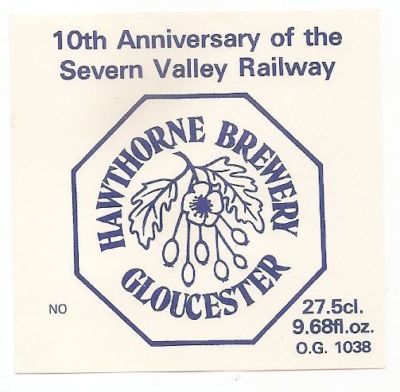 10th Anniversary of the
Severn Valley Railway
HAWTHORNE BREWERY
GLOUCESTER
NO
27.5cl.
9.68fl.oz.
O.G. 1038